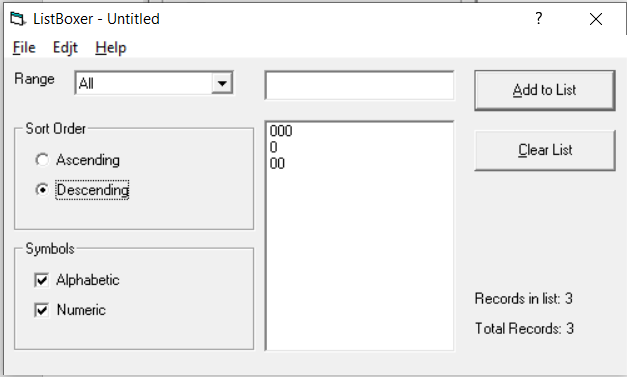 ListBoxer - Untitled
File Edjt Help
Range
All
Add to List
Sort Order
Ascending
Descending
000
0
00
Clear List
Symbols
Alphabetic
Numeric
Records in list: 3
Total Records: 3